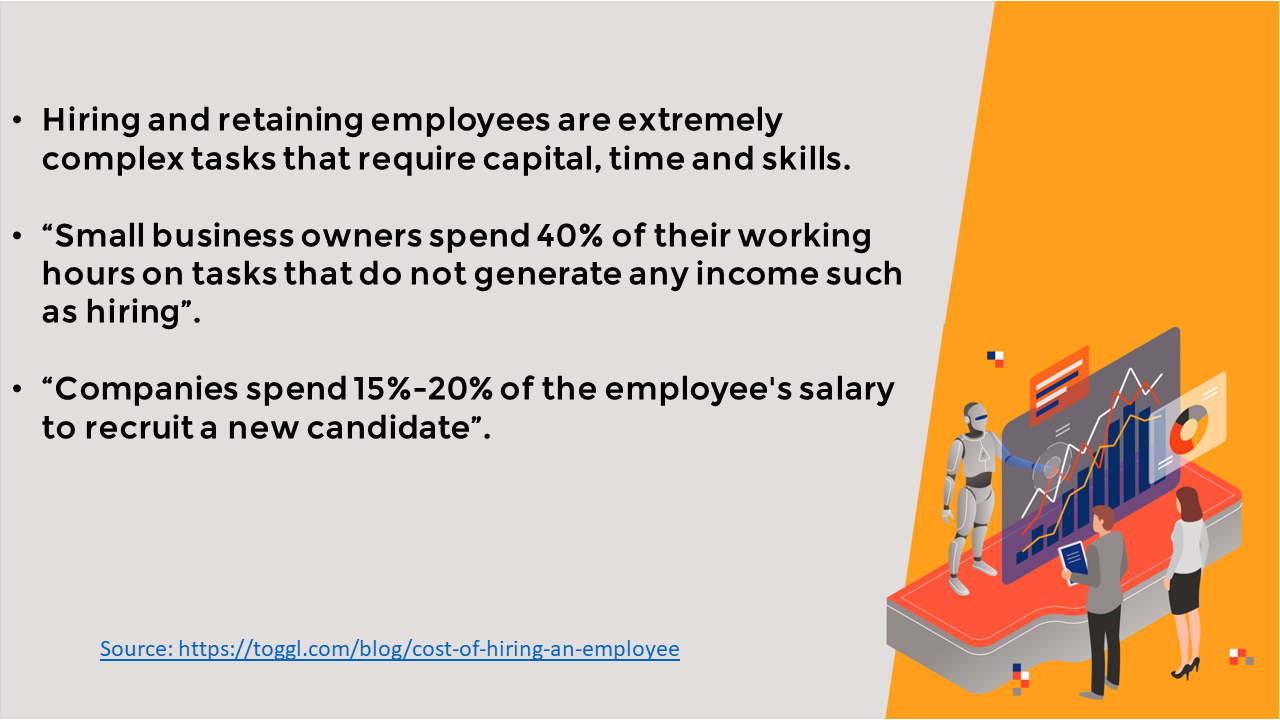 • Hiring and retaining employees are extremely
complex tasks that require capital, time and skills.
• “Small business owners spend 40% of their working
hours on tasks that do not generate any income such
as hiring”.
• “Companies spend 15%-20% of the employee's salary
to recruit a new candidate”.
Source: https://toggl.com/blog/cost-of-hiring-an-employee